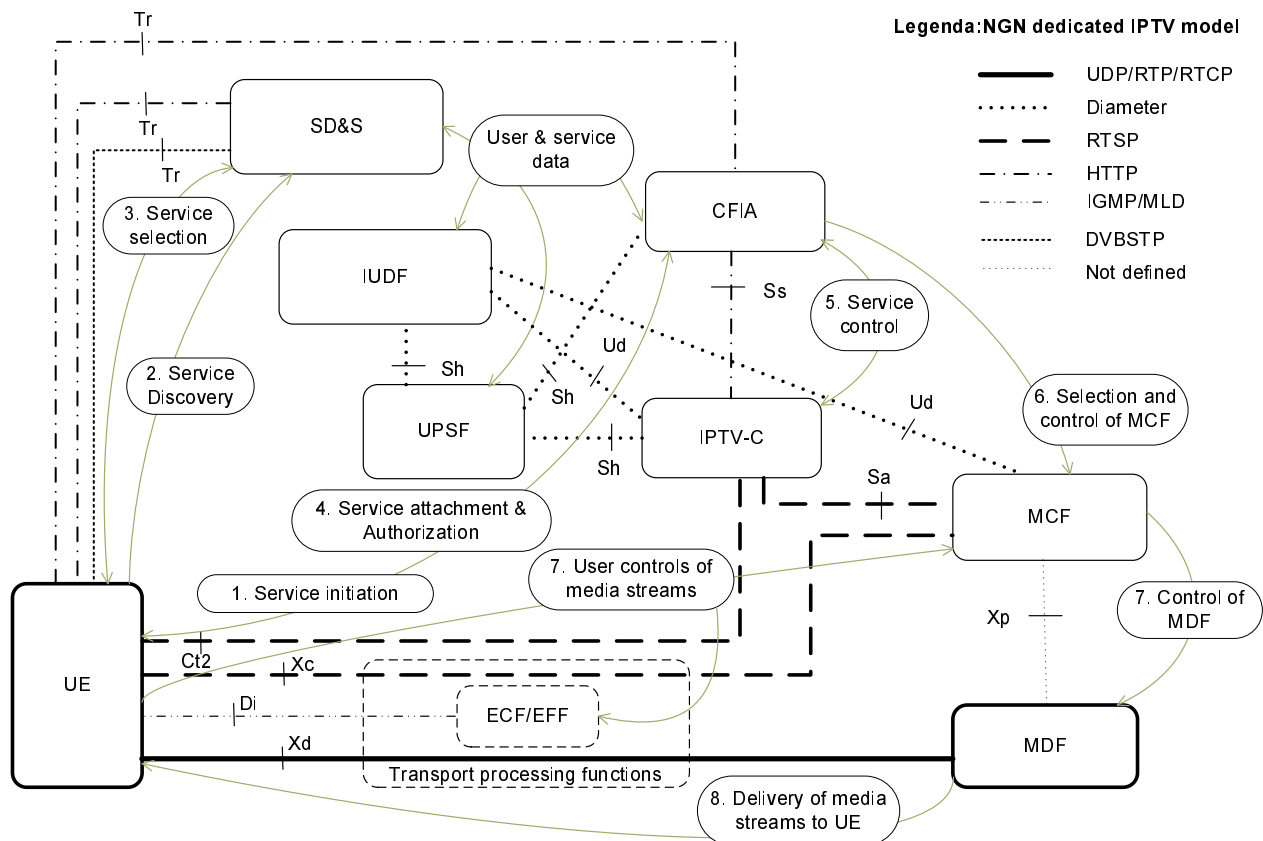 Tr
Legenda:NGN dedicated IPTV model
UDP/RTP/RTCP
Diameter
RTSP
HTTP
IGMP/MLD
DVBSTP
Not defined
SD&S
Tr
Tr
User & service
data
CFIA
3. Service
selection
IUDF
Ss
5. Service
control
Ud
Sh
Sh
2. Service
Discovery
UPSF
IPTV-C
Ud
6. Selection and
control of MCF
Sh
Sa
4. Service attachment &
Authorization
MCF
7. User controls of
media streams
1. Service initiation
Xp
7. Control of
MDF
Ct2
Xc
UE
Di
ECF/EFF
Xd
MDF
Transport processing functions
8. Delivery of media
streams to UE